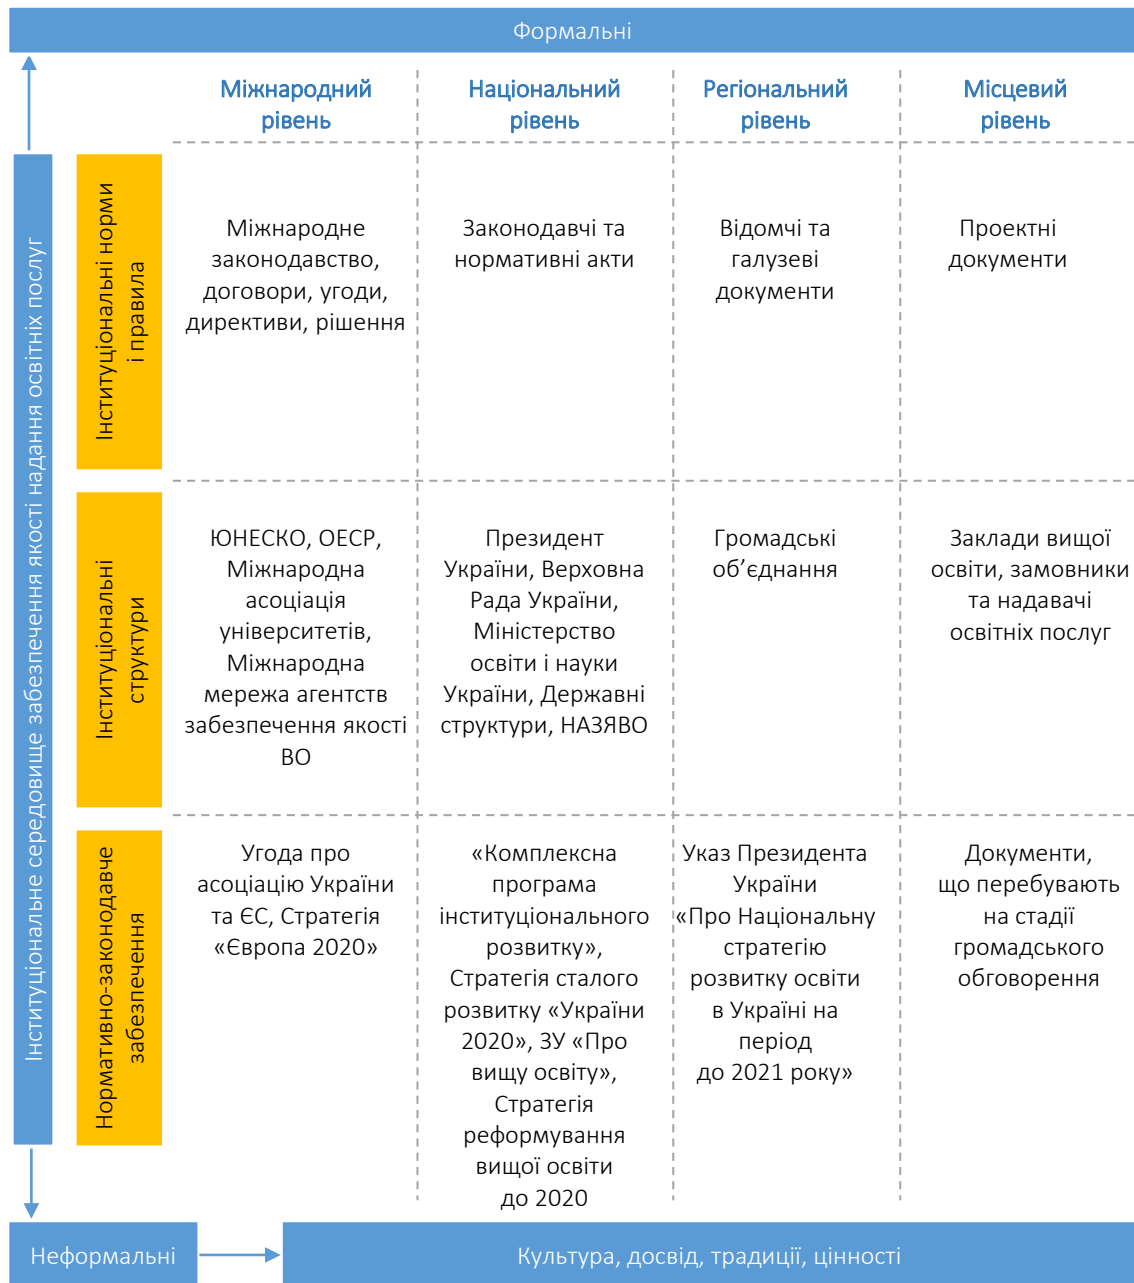 Формальні
Міжнародний
рівень
Національний
рівень
Регіональний
рівень
Місцевий
рівень
Інституціональне середовище забезпечення якості надання освітніх послуг
Інституціональні норми
і правила
Міжнародне
законодавство,
договори, угоди,
директиви, рішення
Законодавчі та
нормативні акти
Відомчі та
галузеві
документи
Проектні
документи
Інституціональні
структури
ЮНЕСКО, ОЕСР,
Міжнародна
асоціація
університетів,
Міжнародна
мережа агентств
забезпечення якості
ВО
Президент
України, Верховна
Рада України,
Міністерство
освіти і науки
України, Державні
структури, НАЗЯВО
Громадські
об’єднання
Заклади вищої
освіти, замовники
та надавачі
освітніх послуг
Нормативно-законодавче
забезпечення
Угода про
асоціацію України
та ЄС, Стратегія
«Європа 2020»
«Комплексна
програма
інституціонального
розвитку»,
Стратегія сталого
розвитку «України
2020», ЗУ «Про
вищу освіту»,
Стратегія
реформування
вищої освіти
до 2020
Указ Президента
України
«Про Національну
стратегію
розвитку освіти
в Україні на
період
до 2021 року»
Документи,
що перебувають
на стадії
громадського
обговорення
Неформальні
Культура, досвід, традиції, цінності